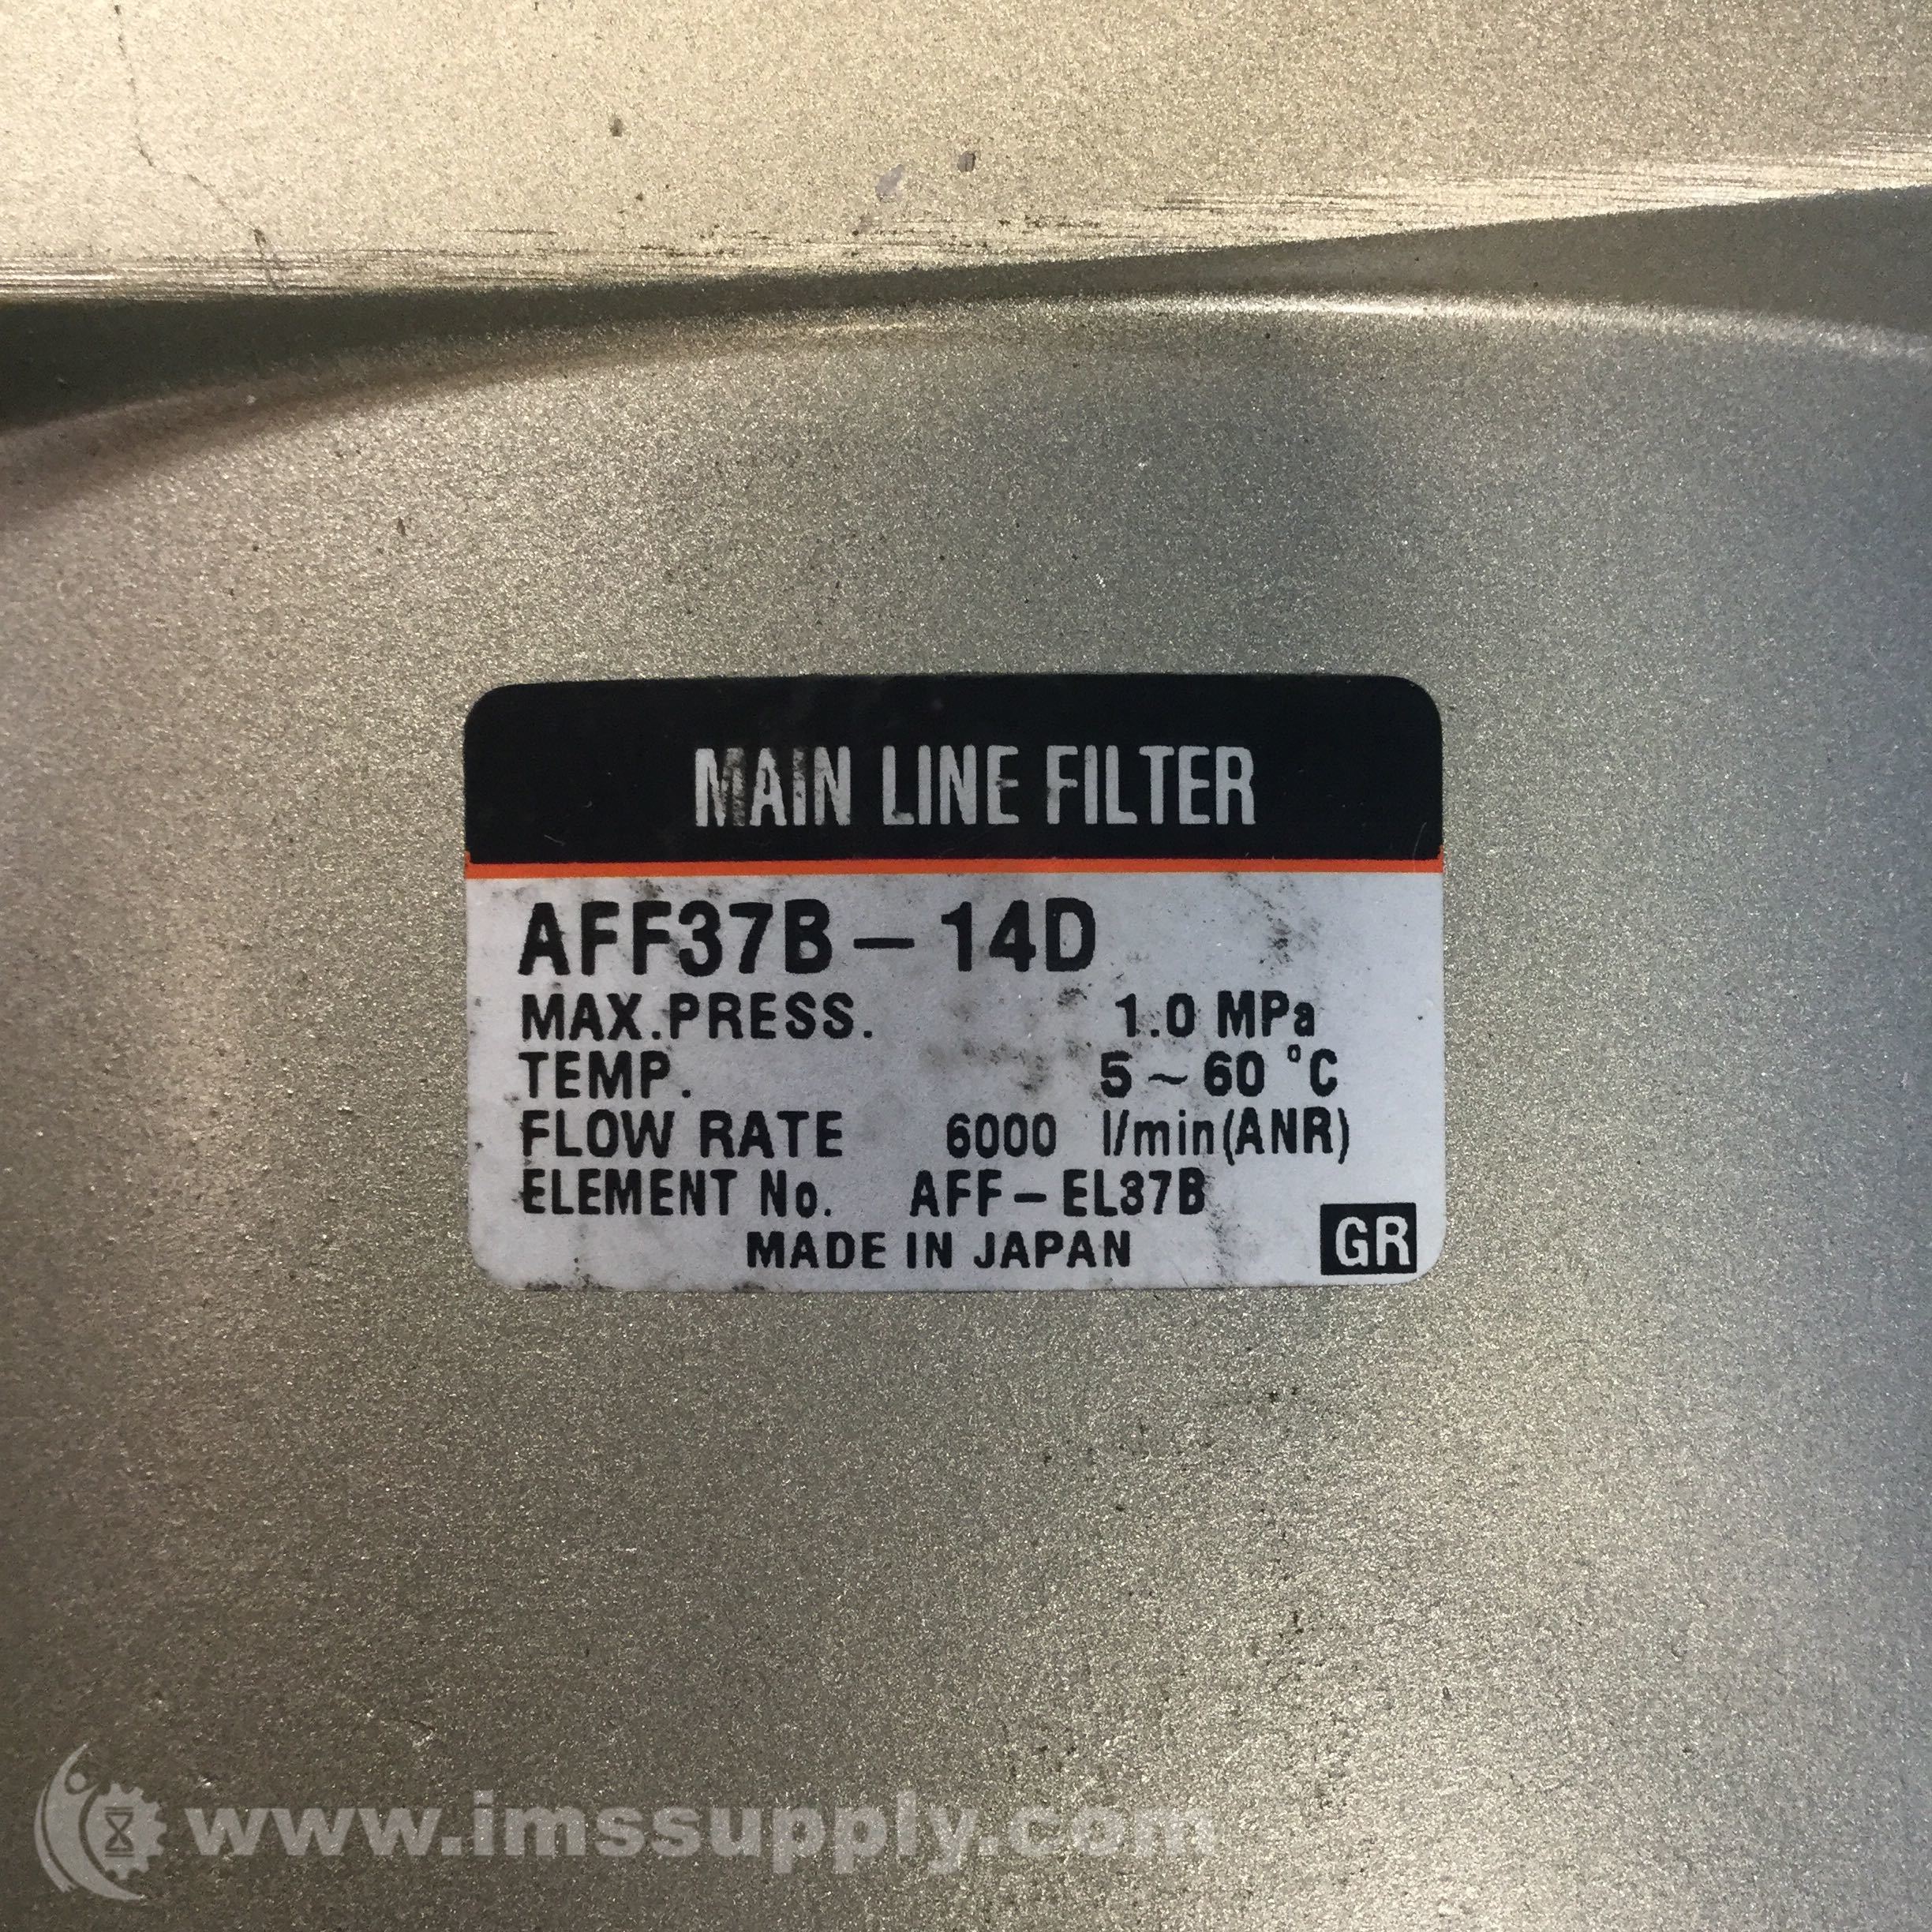 MAIN LINE FILTER
AFF37B-14D
MAX.PRESS. 1.0 MPa
TEMP. 5~60 °C
FLOW RATE 6000 l/min(ANR)
ELEMENT No. AFF-EL37B
MADE IN JAPAN GR
www.imssupply.com